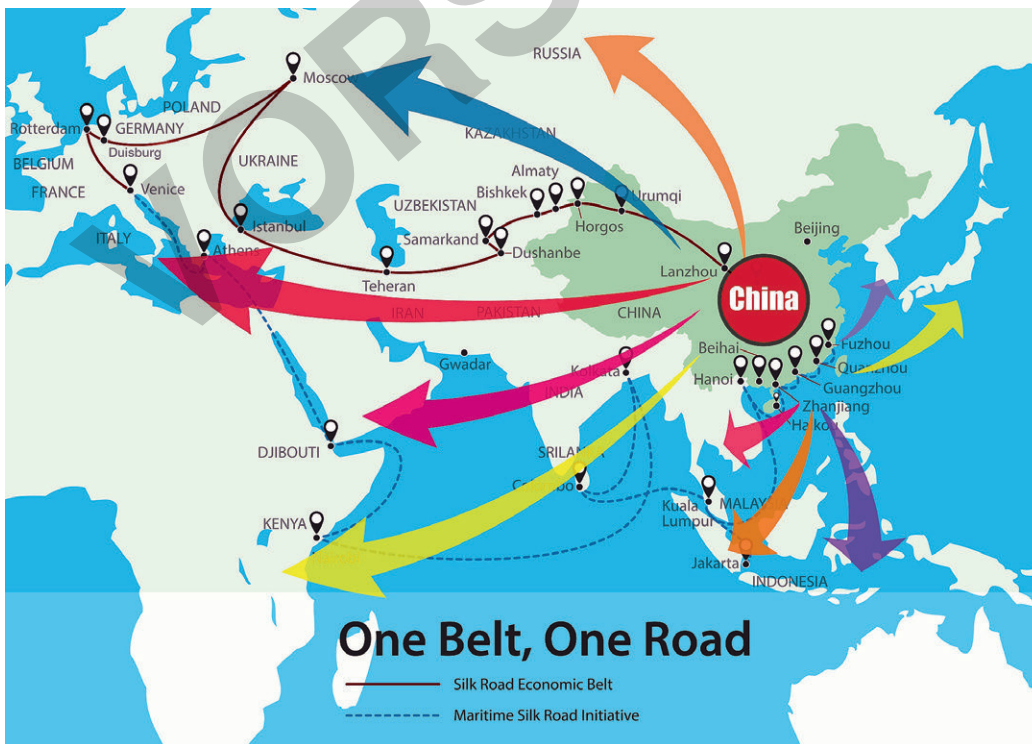 RUSSIA
Moscow
POLAND
Rotterdam
GERMANY
Duisburg
KAZAKHSTAN
BELGIUM
UKRAINE
Almaty
FRANCE
Venice
Bishkek
Urumqi
UZBEKISTAN
Horgos
Istanbul
Beijing
ITALY
Athens
Samarkand
Dushanbe
Lanzhou
Teheran
China
IRAN
PAKISTAN
CHINA
Beihai
Fuzhou
Gwadar
Kolkata
Hanoi
Quanzhou
INDIA
Guangzhou
Zhanjiang
DJIBOUTI
Kuala
Lumpur
KENYA
Jakarta
INDONESIA
One Belt, One Road
Silk Road Economic Belt
Maritime Silk Road Initiative